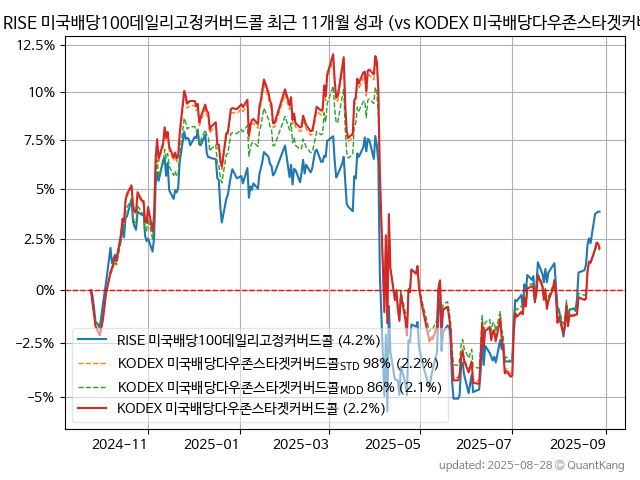 RISE 미국배당100데일리고정커버드콜 최근 11개월 성과 (vs KODEX 미국배당다우존스타겟커버
12.5%
10%
7.5%
5%
2.5%
0%
−2.5%
−5%
RISE 미국배당100데일리고정커버드콜 (4.2%)
KODEX 미국배당다우존스타겟커버드콜STD 98% (2.2%)
KODEX 미국배당다우존스타겟커버드콜MDD 86% (2.1%)
KODEX 미국배당다우존스타겟커버드콜 (2.2%)
2024-11 2025-01 2025-03 2025-05 2025-07 2025-09
updated: 2025-08-28 © QuantKang